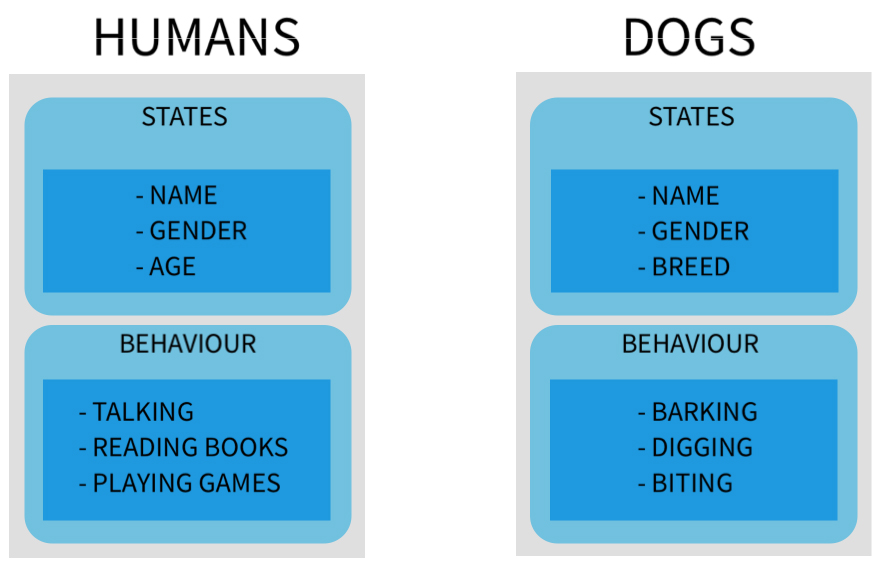 HUMANS
STATES
- NAME
- GENDER
- AGE
BEHAVIOUR
- TALKING
- READING BOOKS
- PLAYING GAMES
DOGS
STATES
- NAME
- GENDER
- BREED
BEHAVIOUR
- BARKING
- DIGGING
- BITING